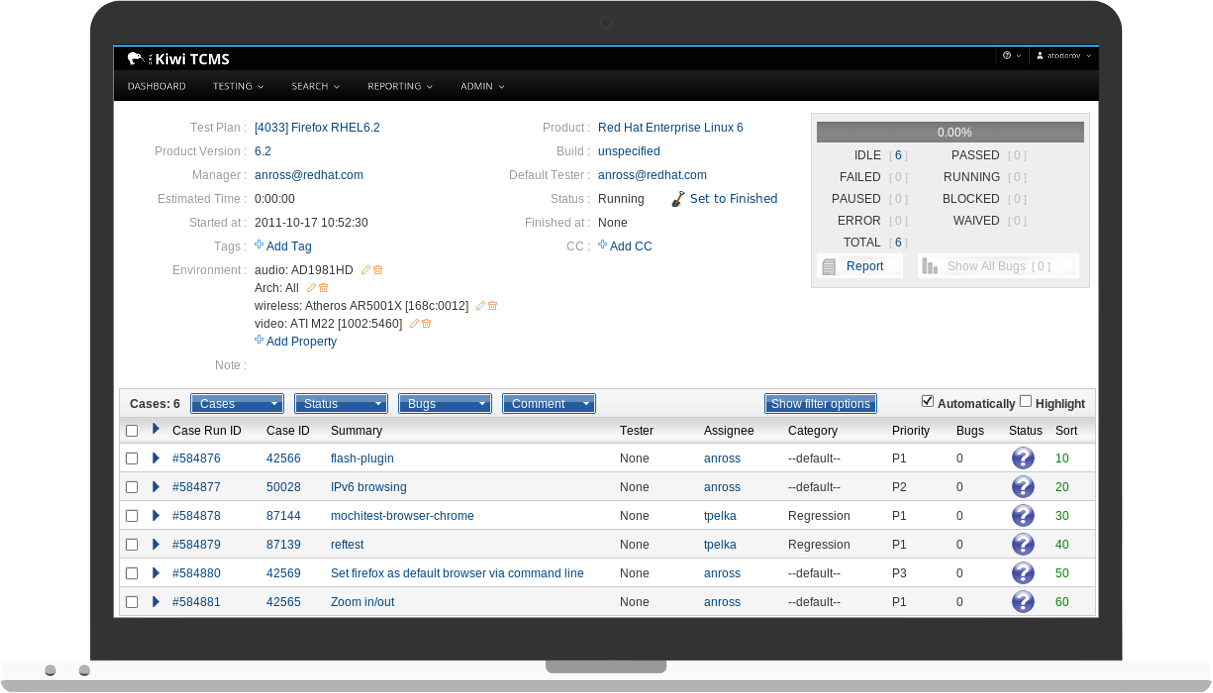 Kiwi TCMS
atodorov
DASHBOARD TESTING SEARCH REPORTING ADMIN
Test Plan : [4033] Firefox RHEL6.2 Product : Red Hat Enterprise Linux 6
Product Version : 6.2 Build : unspecified
Manager : anross@redhat.com Default Tester : anross@redhat.com
Estimated Time : 0:00:00 Status : Running Set to Finished
Started at : 2011-10-17 10:52:30 Finished at : None
Tags : Add Tag CC : Add CC
Environment : audio: AD1981HD
Arch: All
wireless: Atheros AR5001X [168c:0012]
video: ATI M22 [1002:5460]
Add Property
Note :
0.00%
IDLE [ 6 ] PASSED [ 0 ]
FAILED [ 0 ] RUNNING [ 0 ]
PAUSED [ 0 ] BLOCKED [ 0 ]
ERROR [ 0 ] WAIVED [ 0 ]
TOTAL [ 6 ]
Report Show All Bugs [ 0 ]
Cases: 6 Cases Status Bugs Comment Show filter options Automatically Highlight
Case Run ID Case ID Summary Tester Assignee Category Priority Bugs Status Sort
#584876 42566 flash-plugin None anross --default-- P1 0 ? 10
#584877 50028 IPv6 browsing None anross --default-- P2 0 ? 20
#584878 87144 mochitest-browser-chrome None tpelka Regression P1 0 ? 30
#584879 87139 reftest None tpelka Regression P1 0 ? 40
#584880 42569 Set firefox as default browser via command line None anross --default-- P3 0 ? 50
#584881 42565 Zoom in/out None anross --default-- P1 0 ? 60